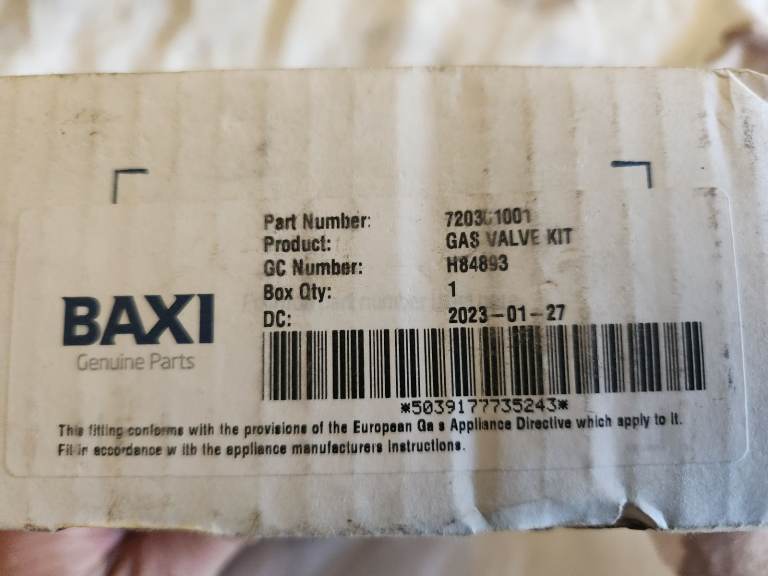 Part Number: 720301001
Product: GAS VALVE KIT
GC Number: H84893
Box Qty: 1
DC: 2023-01-27
BAXI
Genuine Parts
*5039177735243*
This fitting conforms with the provisions of the European Gas Appliance Directive which apply to it.
Fit in accordance with the appliance manufacturers instructions.